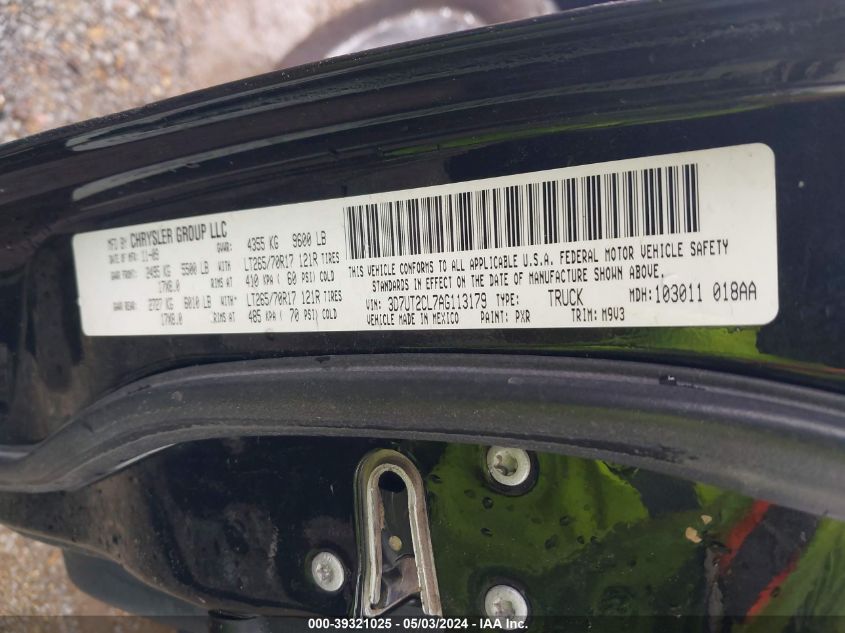 MFD BY CHRYSLER GROUP LLC
DATE OF MFR 11-09 GVWR: 4355 KG 9600 LB
GAWR FRONT: 2495 KG 5500 LB WITH LT265/70R17 121R TIRES
17X8.0 RIMS AT 410 KPA ( 60 PSI) COLD
GAWR REAR: 2727 KG 6010 LB WITH LT265/70R17 121R TIRES
17X8.0 RIMS AT 485 KPA ( 70 PSI) COLD
THIS VEHICLE CONFORMS TO ALL APPLICABLE U.S.A. FEDERAL MOTOR VEHICLE SAFETY
STANDARDS IN EFFECT ON THE DATE OF MANUFACTURE SHOWN ABOVE.
VIN: 3D7UT2CL7AG113179 TYPE: TRUCK MDH: 103011 018AA
VEHICLE MADE IN MEXICO PAINT: PXR TRIM: M9V3
000-39321025 - 05/03/2024 - IAA Inc.